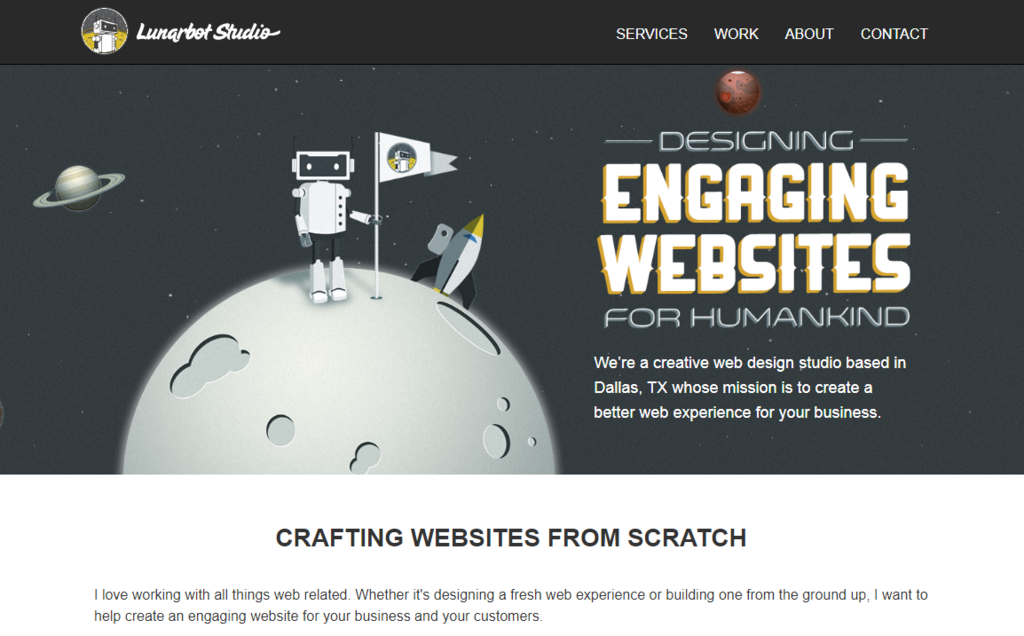 Lunarbot Studio
SERVICES WORK ABOUT CONTACT
DESIGNING
ENGAGING
WEBSITES
FOR HUMANKIND
We're a creative web design studio based in
Dallas, TX whose mission is to create a
better web experience for your business.
CRAFTING WEBSITES FROM SCRATCH
I love working with all things web related. Whether it's designing a fresh web experience or building one from the ground up, I want to
help create an engaging website for your business and your customers.